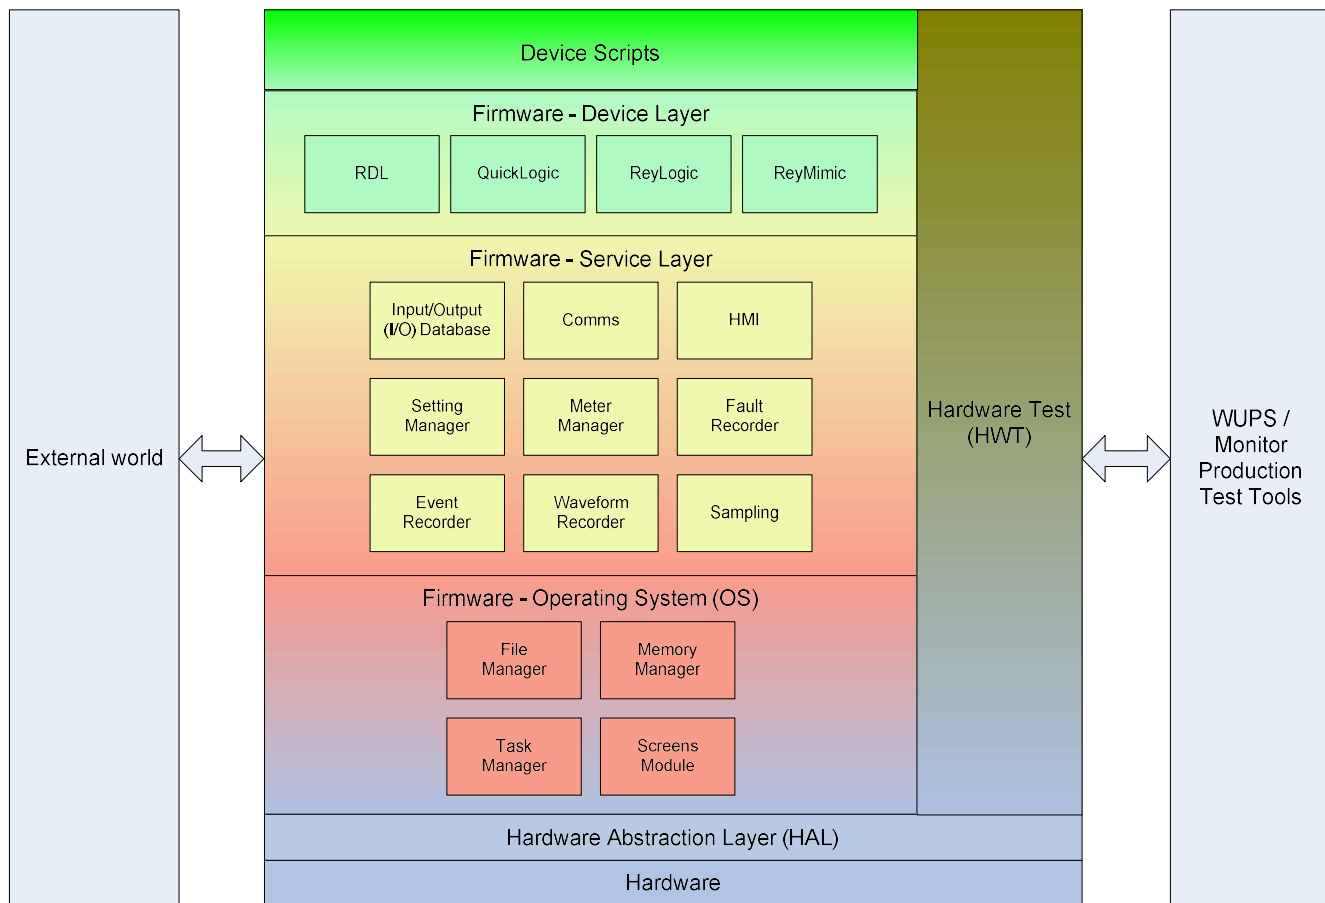 Device Scripts
Firmware - Device Layer
RDL
QuickLogic
ReyLogic
ReyMimic
Firmware - Service Layer
Input/Output
(I/O) Database
Comms
HMI
Setting
Manager
Meter
Manager
Fault
Recorder
Event
Recorder
Waveform
Recorder
Sampling
Firmware - Operating System (OS)
File
Manager
Memory
Manager
Task
Manager
Screens
Module
Hardware Abstraction Layer (HAL)
Hardware
External world
Hardware Test
(HWT)
WUPS /
Monitor
Production
Test Tools